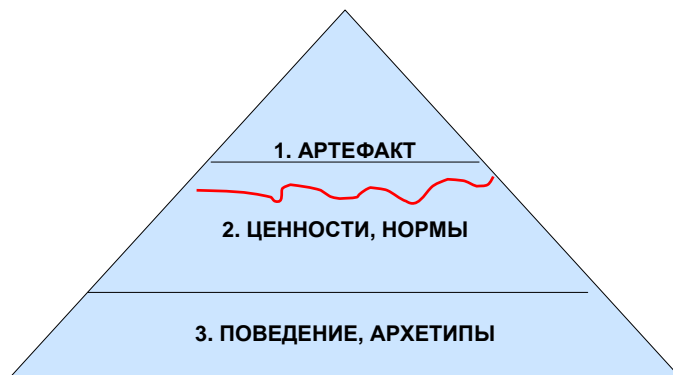 1. АРТЕФАКТ
2. ЦЕННОСТИ, НОРМЫ
3. ПОВЕДЕНИЕ, АРХЕТИПЫ